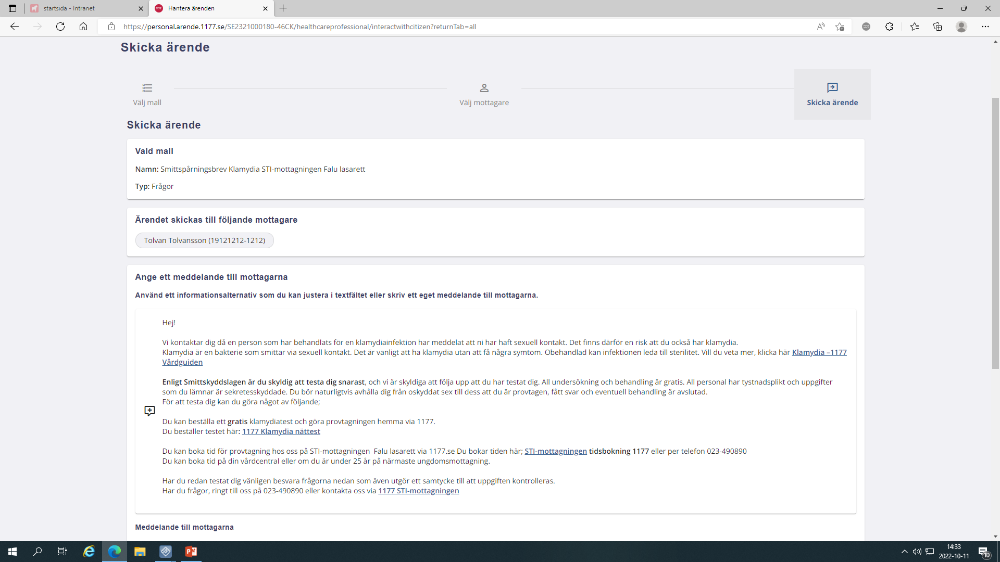 startsida - Intranet
Hantera ärenden
https://personal.arende.1177.se/SE2321000180-46CK/healthcareprofessional/interactwithcitizen?returnTab=all
Skicka ärende
Välj mall
Välj mottagare
Skicka ärende
Skicka ärende
Vald mall
Namn: Smittspårningsbrev Klamydia STI-mottagningen Falu lasarett
Typ: Frågor
Ärendet skickas till följande mottagare
Tolvan Tolvansson (19121212-1212)
Ange ett meddelande till mottagarna
Använd ett informationsalternativ som du kan justera i textfältet eller skriv ett eget meddelande till mottagarna.
Hej!
Vi kontaktar dig då en person som har behandlats för en klamydiainfektion har meddelat att ni har haft sexuell kontakt. Det finns därför en risk att du också har klamydia.
Klamydia är en bakterie som smittar via sexuell kontakt. Det är vanligt att ha klamydia utan att få några symtom. Obehandlad kan infektionen leda till sterilitet. Vill du veta mer, klicka här Klamydia –1177
Vårdguiden
Enligt Smittskyddslagen är du skyldig att testa dig snarast, och vi är skyldiga att följa upp att du har testat dig. All undersökning och behandling är gratis. All personal har tystnadsplikt och uppgifter
som du lämnar är sekretesskyddade. Du bör naturligtvis avhålla dig från oskyddat sex till dess att du är provtagen, fått svar och eventuell behandling är avslutad.
För att testa dig kan du göra något av följande;
Du kan beställa ett gratis klamydiatest och göra provtagningen hemma via 1177.
Du beställer testet här: 1177 Klamydia nättest
Du kan boka tid för provtagning hos oss på STI-mottagningen  Falu lasarett via 1177.se Du bokar tiden här; STI-mottagningen tidsbokning 1177 eller per telefon 023-490890
Du kan boka tid på din vårdcentral eller om du är under 25 år på närmaste ungdomsmottagning.
Har du redan testat dig vänligen besvara frågorna nedan som även utgör ett samtycke till att uppgiften kontrolleras.
Har du frågor, ringt till oss på 023-490890 eller kontakta oss via 1177 STI-mottagningen
Meddelande till mottagarna
14:33
2022-10-11
10